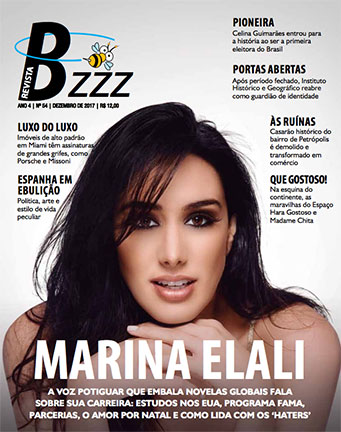 REVISTA
Bzzz
ANO 4 | Nº 54 | DEZEMBRO DE 2017 | R$ 12,00
PIONEIRA
Celina Guimarães entrou para
a história ao ser a primeira
eleitora do Brasil
PORTAS ABERTAS
Após período fechado, Instituto
Histórico e Geográfico reabre
como guardião de identidade
LUXO DO LUXO
Imóveis de alto padrão
em Miami têm assinaturas
de grandes grifes, como
Porsche e Missoni
ESPANHA EM
EBULIÇÃO
Política, arte e
estilo de vida
peculiar
ÀS RUÍNAS
Casarão histórico do
bairro de Petrópolis
é demolido e
transformado em
comércio
QUE GOSTOSO!
Na esquina do
continente, as
maravilhas do Espaço
Hara Gostoso e
Madame Chita
MARINA ELALI
A VOZ POTIGUAR QUE EMBALA NOVELAS GLOBAIS FALA
SOBRE SUA CARREIRA: ESTUDOS NOS EUA, PROGRAMA FAMA,
PARCERIAS, O AMOR POR NATAL E COMO LIDA COM OS 'HATERS'